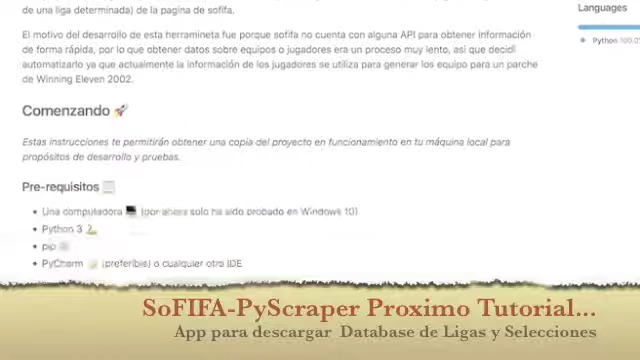 de una liga determinada) de la pagina de sofifa.
Languages
El motivo del desarrollo de esta herramineta fue porque sofifa no cuenta con alguna API para obtener información
de forma rápida, por lo que obtener datos sobre equipos o jugadores era un proceso muy lento, asi que decidí
automatizarlo ya que actualmente la información de los jugadores se utiliza para generar los equipo para un parche
de Winning Eleven 2002.
Python 100.0%
Comenzando 🚀
Estas instrucciones te permitirán obtener una copia del proyecto en funcionamiento en tu máquina local para
propósitos de desarrollo y pruebas.
Pre-requisitos
• Una computadora (por ahora solo ha sido probado en Windows 10)
• Python 3
• pip
• PyCharm (preferible) o cualquier otro IDE
SoFIFA-PyScraper Proximo Tutorial...
App para descargar Database de Ligas y Selecciones